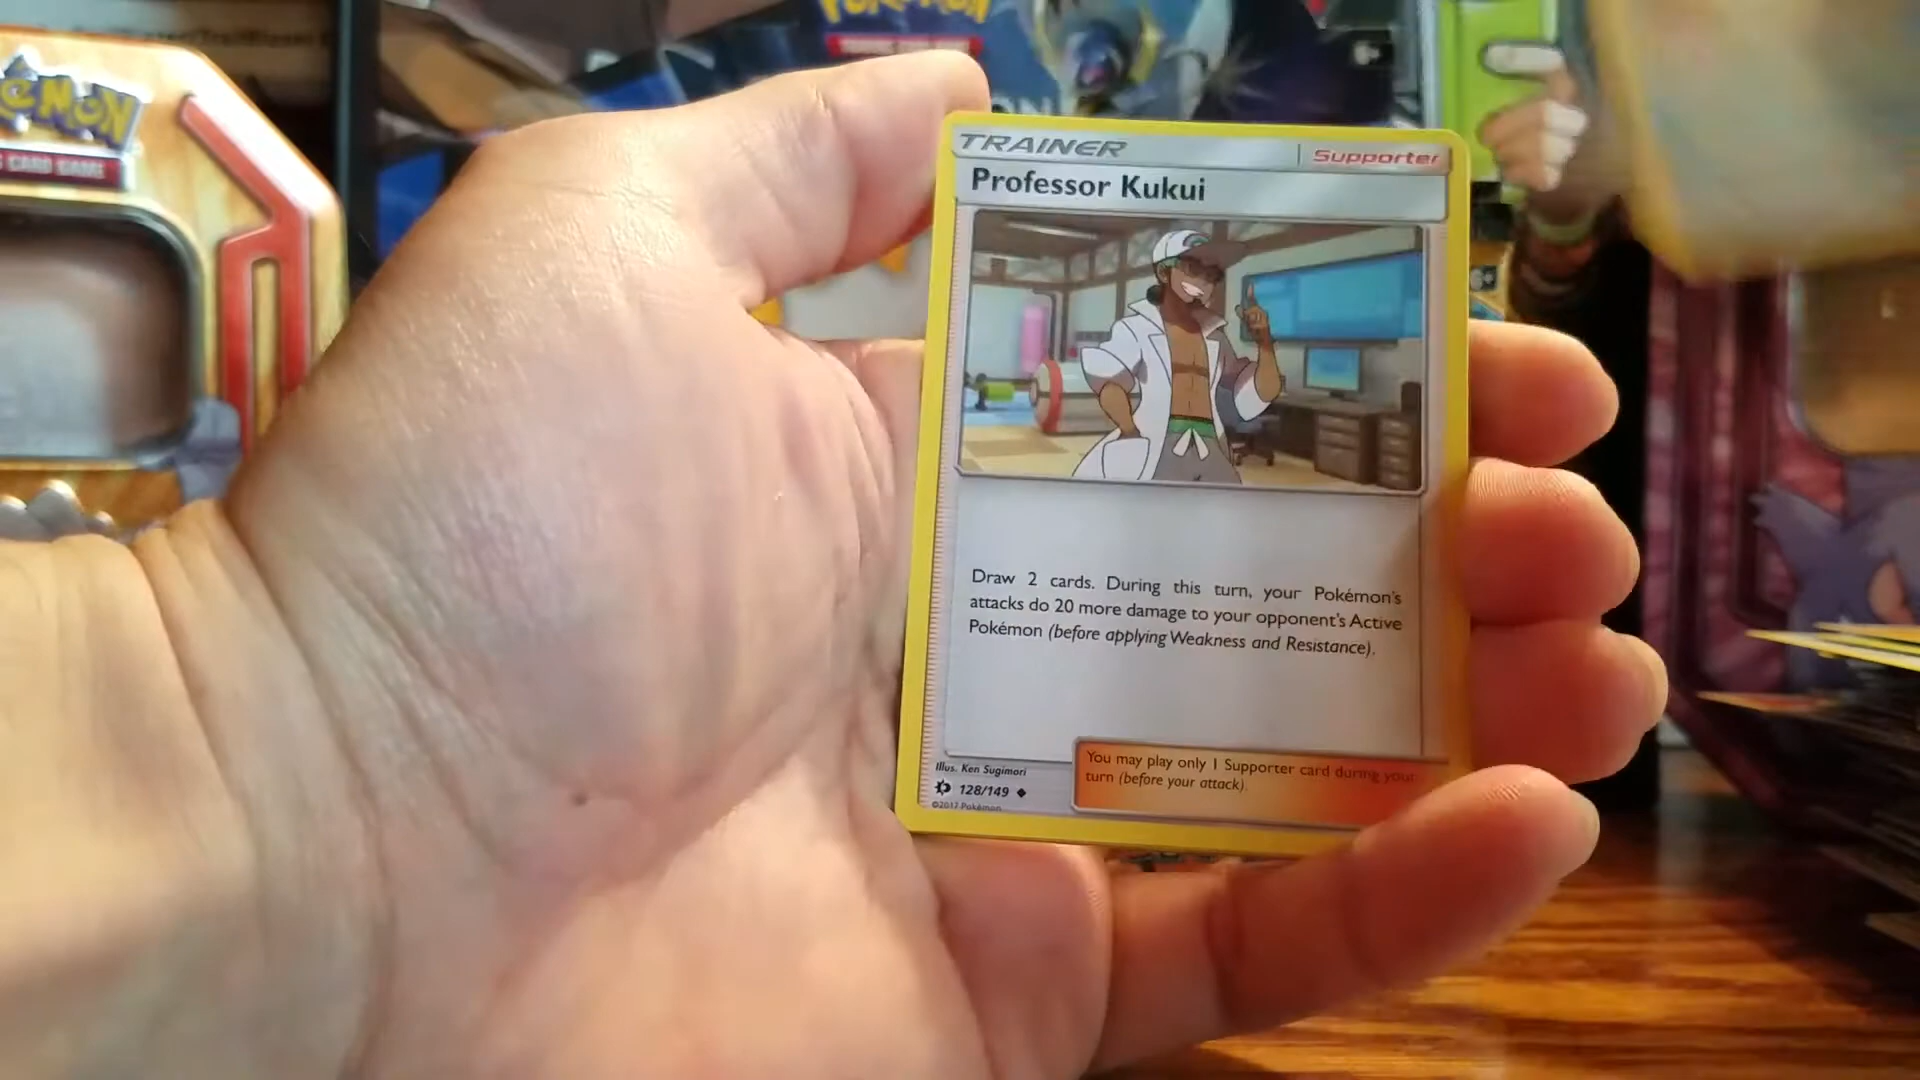 POKÉMON
CARD GAME
TRAINER
Supporter
Professor Kukui
Draw 2 cards. During this turn, your Pokémon's
attacks do 20 more damage to your opponent's Active
Pokémon (before applying Weakness and Resistance).
You may play only 1 Supporter card during your
turn (before your attack).
Illus. Ken Sugimori
128/149
©2017 Pokémon